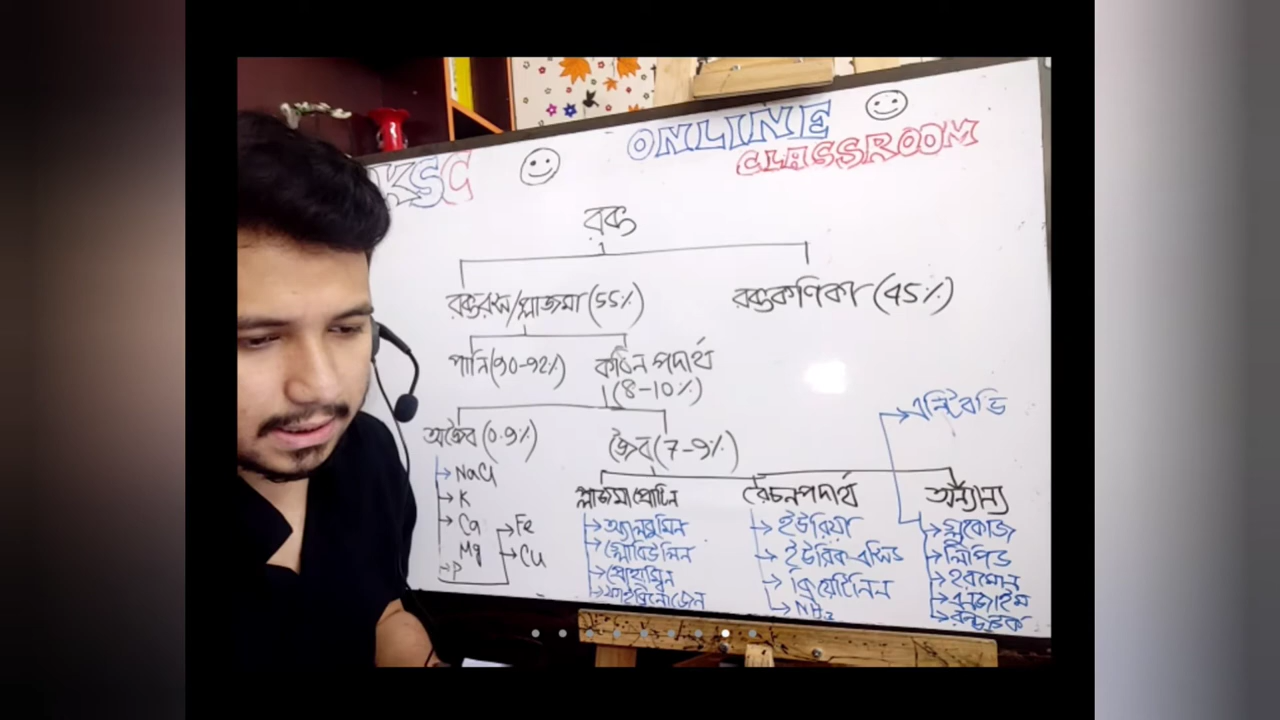 KSC
ONLINE
CLASSROOM
রক্ত
রক্তরস/প্লাজমা (55%)
রক্তকণিকা (45%)
পানি (90-92%)
কঠিন পদার্থ
(8-10%)
এন্টিবডি
অজৈব (0.9%)
জৈব (7-9%)
NaCl
K
Ca
Mg
P
Fe
Cu
প্লাজমা প্রোটিন
অ্যালবুমিন
গ্লোবিউলিন
প্রোথ্রোম্বিন
ফাইব্রিনোজেন
রেচনপদার্থ
ইউরিয়া
ইউরিক এসিড
ক্রিয়েটিনিন
NH3
অন্যান্য
গ্লুকোজ
লিপিড
হরমোন
এনজাইম
রঞ্জক